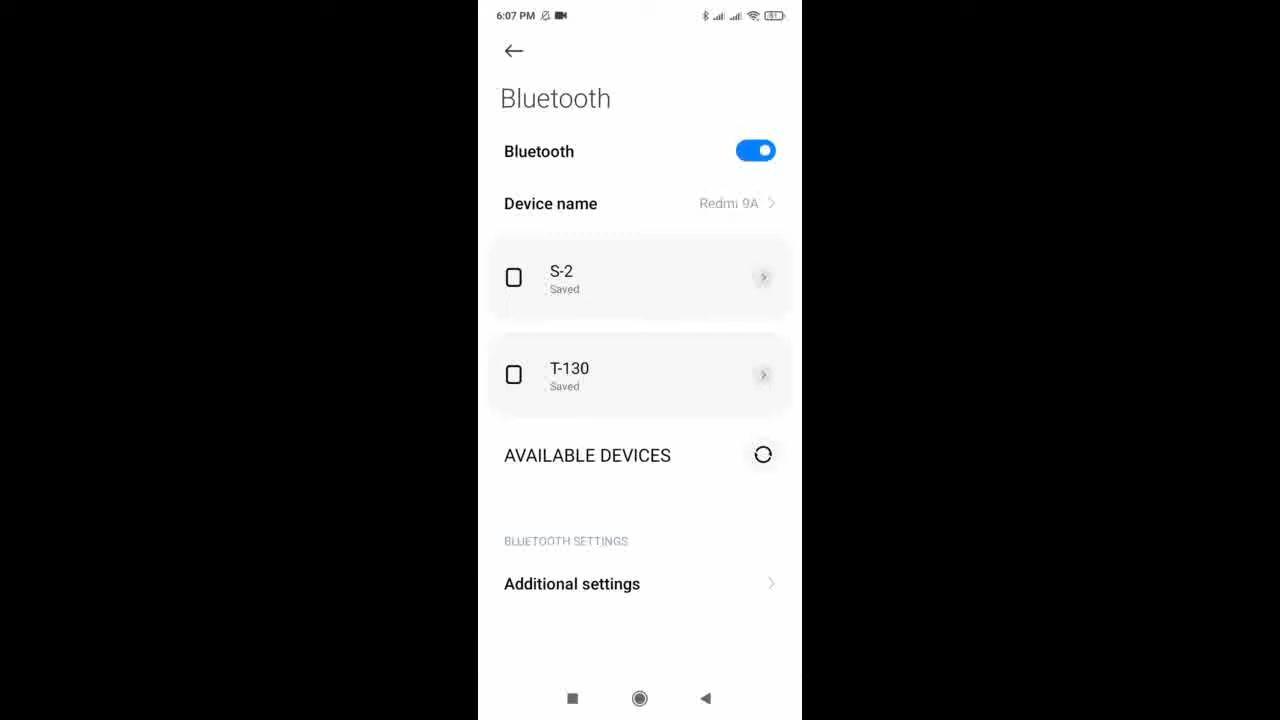 6:07 PM
Bluetooth
Bluetooth
Device name
Redmi 9A
S-2
Saved
T-130
Saved
AVAILABLE DEVICES
BLUETOOTH SETTINGS
Additional settings